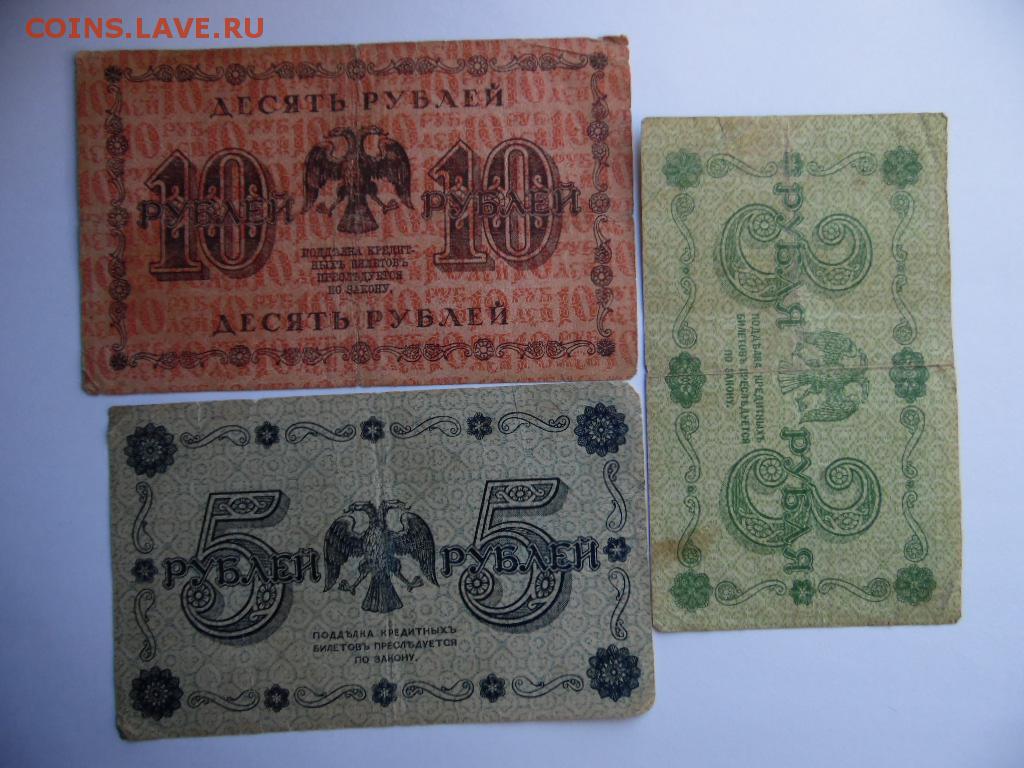 COINS.LAVE.RU
ДЕСЯТЬ РУБЛЕЙ
10 10
РУБЛЕЙ РУБЛЕЙ
ПОДДѢЛКА КРЕДИТ-
НЫХЪ БИЛЕТОВЪ
ПРЕСЛѢДУЕТСЯ
ПО ЗАКОНУ.
ДЕСЯТЬ РУБЛЕЙ
5 5
РУБЛЕЙ РУБЛЕЙ
ПОДДѢЛКА КРЕДИТНЫХЪ
БИЛЕТОВЪ ПРЕСЛѢДУЕТСЯ
ПО ЗАКОНУ.
3 3
РУБЛЯ РУБЛЯ
ПОДДѢЛКА КРЕДИТНЫХЪ
БИЛЕТОВЪ ПРЕСЛѢДУЕТСЯ
ПО ЗАКОНУ.